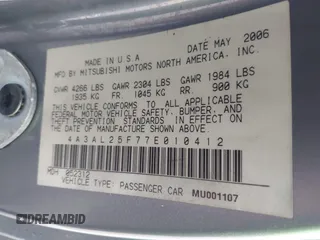 MADE IN U.S.A DATE MAY 2006
MFD BY MITSUBISHI MOTORS NORTH AMERICA, INC.
GVWR 4266 LBS GAWR 2304 LBS GAWR 1984 LBS
1935 KG FR. 1045 KG RR. 900 KG
THIS VEHICLE CONFORMS TO ALL APPLICABLE
FEDERAL MOTOR VEHICLE SAFETY, BUMPER, AND
THEFT PREVENTION STANDARDS IN EFFECT ON
THE DATE OF MANUFACTURE SHOWN ABOVE.
4A3AL25F77E010412
MDH: 052312
VEHICLE TYPE: PASSENGER CAR MU001107
DREAMBID